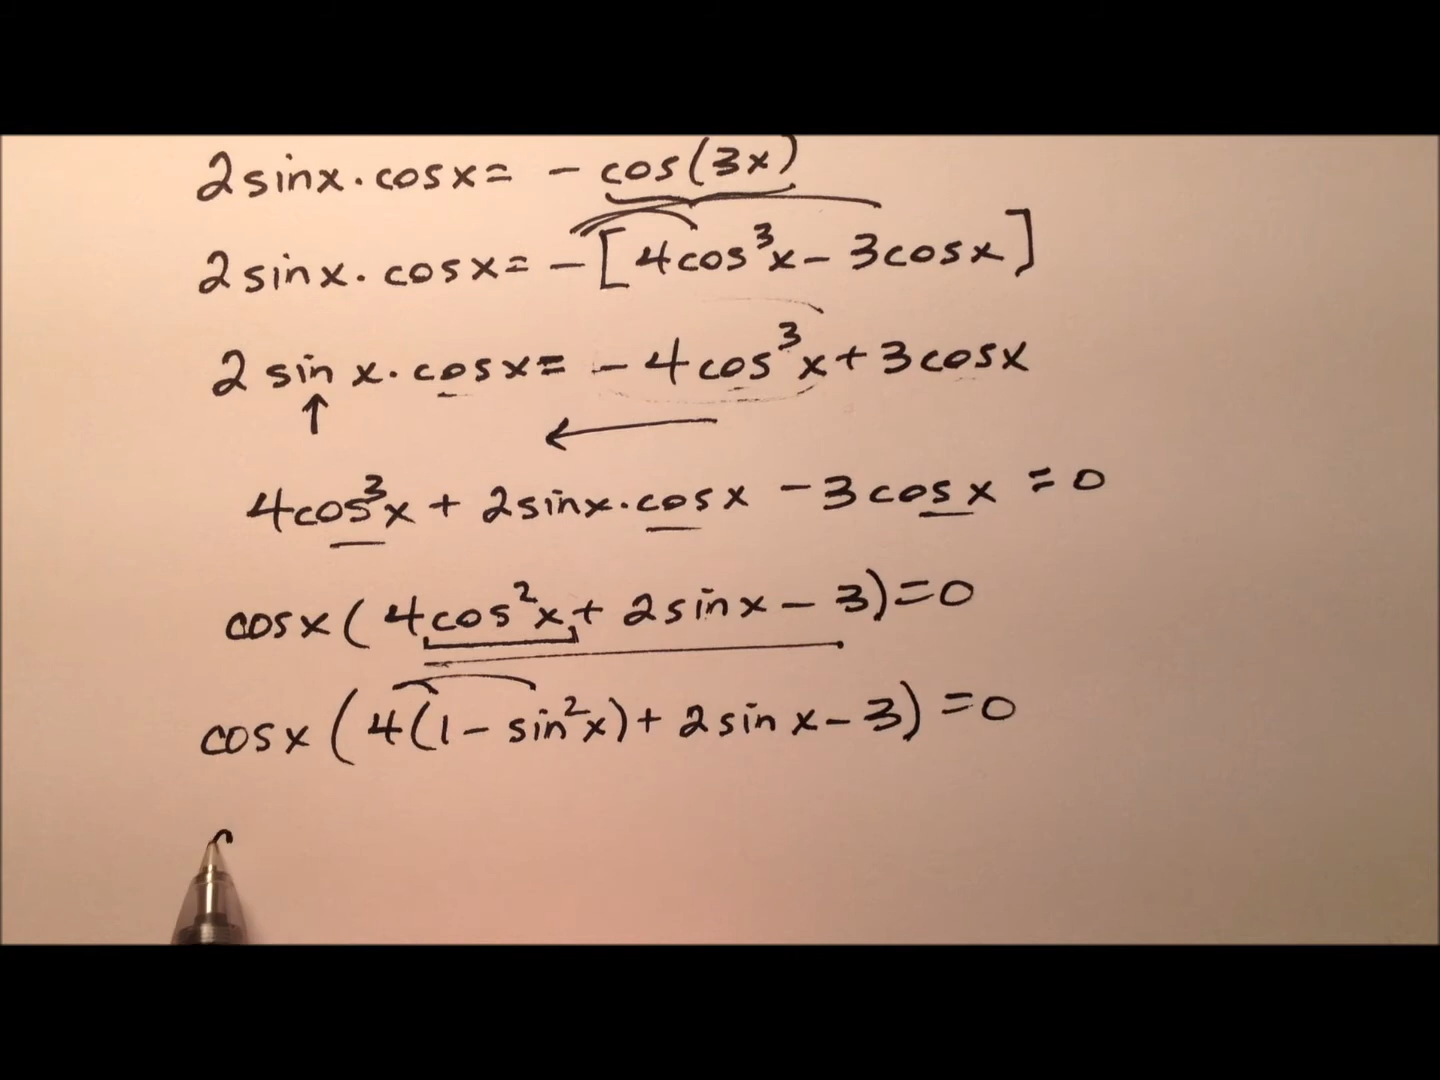 2sinx·cosx= -cos(3x)
2sinx·cosx= -[4cos³x-3cosx]
2sinx·cosx= -4cos³x+3cosx
4cos³x+2sinx·cosx-3cosx=0
cosx(4cos²x+2sinx-3)=0
cosx(4(1-sin²x)+2sinx-3)=0